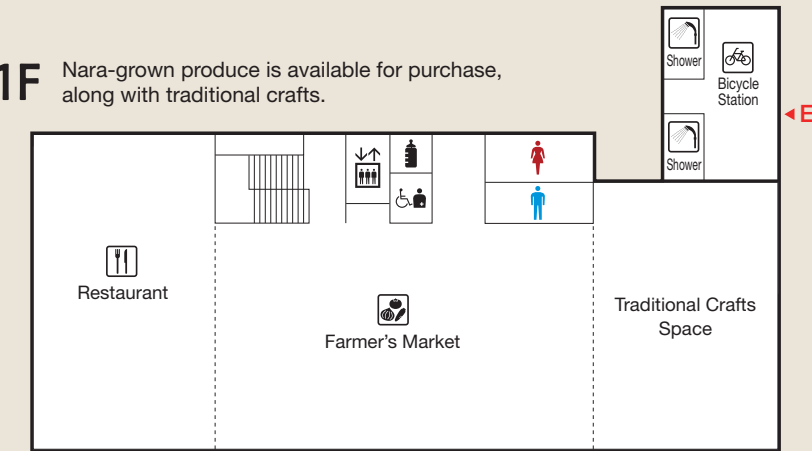 1F
Nara-grown produce is available for purchase,
along with traditional crafts.
Shower
Bicycle
Station
E
Shower
Restaurant
Farmer's Market
Traditional Crafts
Space